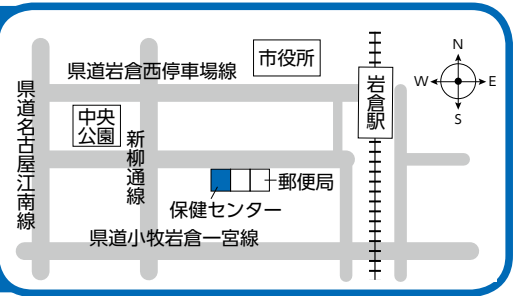 市役所
県道岩倉西停車場線
岩倉駅
N
W
E
S
県道名古屋江南線
中央
公園
新柳通線
郵便局
保健センター
県道小牧岩倉一宮線